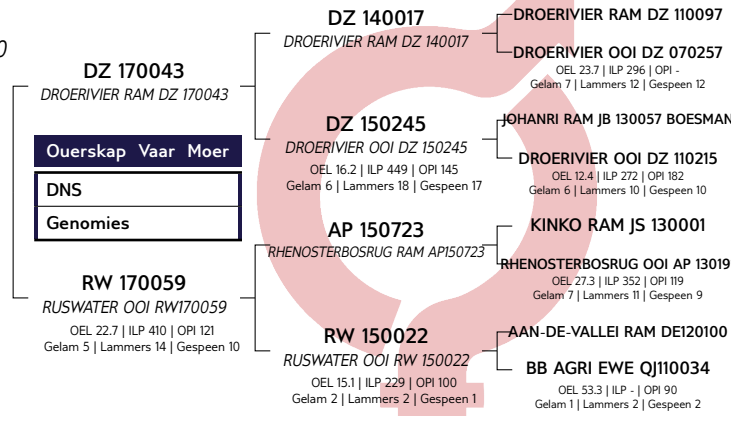 0
DZ 170043
DROERIVIER RAM DZ 170043
Ouerskap Vaar Moer
DNS
Genomies
RW 170059
RUSWATER OOI RW170059
OEL 22.7 | ILP 410 | OPI 121
Gelam 5 | Lammers 14 | Gespeen 10
DZ 140017
DROERIVIER RAM DZ 140017
DZ 150245
DROERIVIER OOI DZ 150245
OEL 16.2 | ILP 449 | OPI 145
Gelam 6 | Lammers 18 | Gespeen 17
AP 150723
RHENOSTERBOSRUG RAM AP150723
RW 150022
RUSWATER OOI RW 150022
OEL 15.1 | ILP 229 | OPI 100
Gelam 2 | Lammers 2 | Gespeen 1
DROERIVIER RAM DZ 110097
DROERIVIER OOI DZ 070257
OEL 23.7 | ILP 296 | OPI -
Gelam 7 | Lammers 12 | Gespeen 12
JOHANRI RAM JB 130057 BOESMAN
DROERIVIER OOI DZ 110215
OEL 12.4 | ILP 272 | OPI 182
Gelam 6 | Lammers 10 | Gespeen 10
KINKO RAM JS 130001
RHENOSTERBOSRUG OOI AP 13019
OEL 27.3 | ILP 352 | OPI 119
Gelam 7 | Lammers 11 | Gespeen 9
AAN-DE-VALLEI RAM DE120100
BB AGRI EWE QJ110034
OEL 53.3 | ILP - | OPI 90
Gelam 1 | Lammers 2 | Gespeen 2